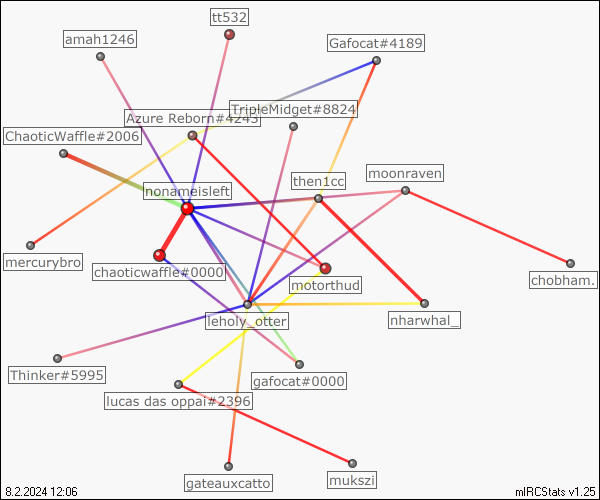 tt532
amah1246
Gafocat#4189
TripleMidget#8824
Azure Reborn#4243
ChaoticWaffle#2006
moonraven
then1cc
nonameisleft
mercurybro
chaoticwaffle#0000
motorthud
chobham.
leholy_otter
nharwhal_
Thinker#5995
gafocat#0000
lucas das oppai#2396
gateauxcatto
mukszi
8.2.2024 12:06
mIRCStats v1.25